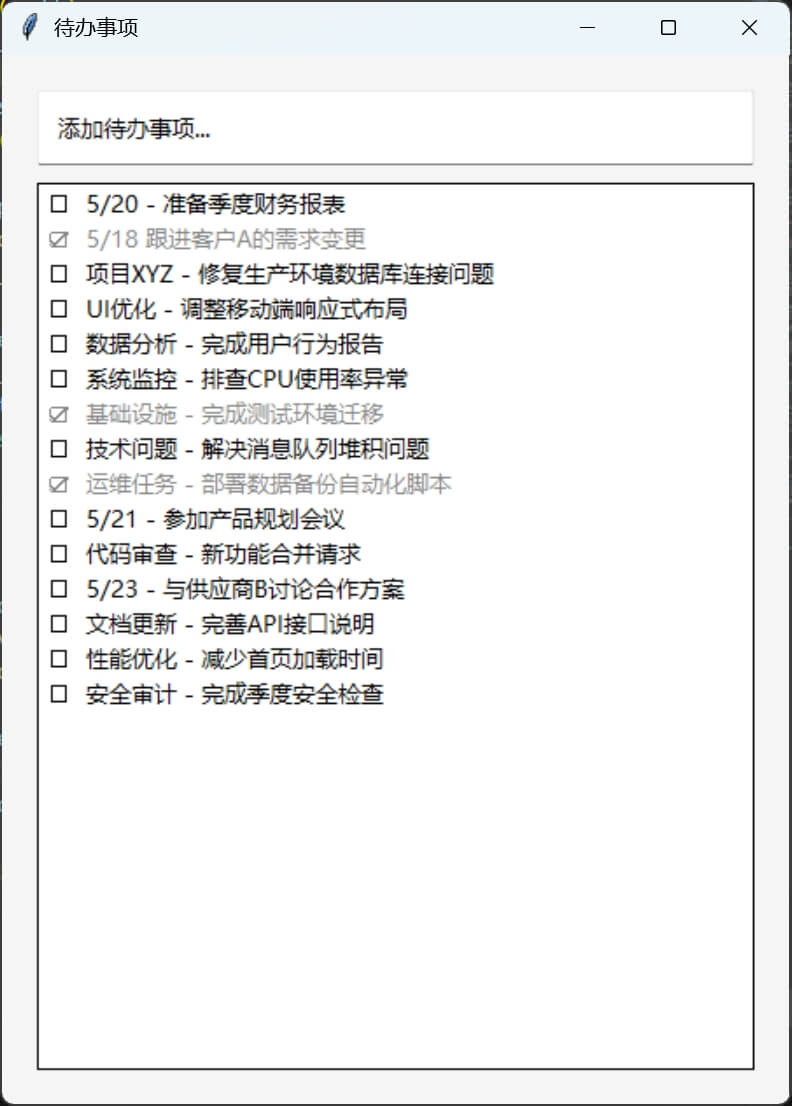 待办事项
添加待办事项...
☐ 5/20 - 准备季度财务报表
☑ 5/18 跟进客户A的需求变更
☐ 项目XYZ - 修复生产环境数据库连接问题
☐ UI优化 - 调整移动端响应式布局
☐ 数据分析 - 完成用户行为报告
☐ 系统监控 - 排查CPU使用率异常
☑ 基础设施 - 完成测试环境迁移
☐ 技术问题 - 解决消息队列堆积问题
☑ 运维任务 - 部署数据备份自动化脚本
☐ 5/21 - 参加产品规划会议
☐ 代码审查 - 新功能合并请求
☐ 5/23 - 与供应商B讨论合作方案
☐ 文档更新 - 完善API接口说明
☐ 性能优化 - 减少首页加载时间
☐ 安全审计 - 完成季度安全检查